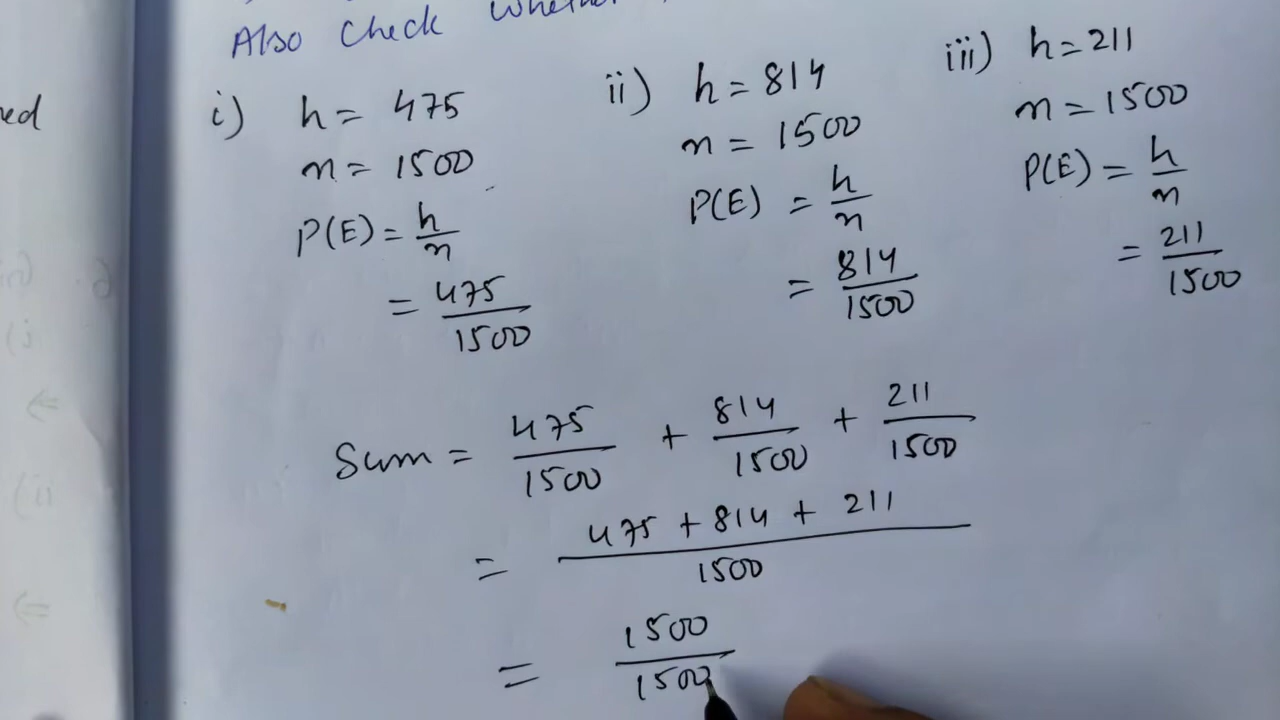 Also Check Whether
ed
i) h = 475
n = 1500
P(E) = h/n
= 475/1500
ii) h = 814
n = 1500
P(E) = h/n
= 814/1500
iii) h = 211
n = 1500
P(E) = h/n
= 211/1500
Sum = 475/1500 + 814/1500 + 211/1500
= 475 + 814 + 211/1500
= 1500/1500